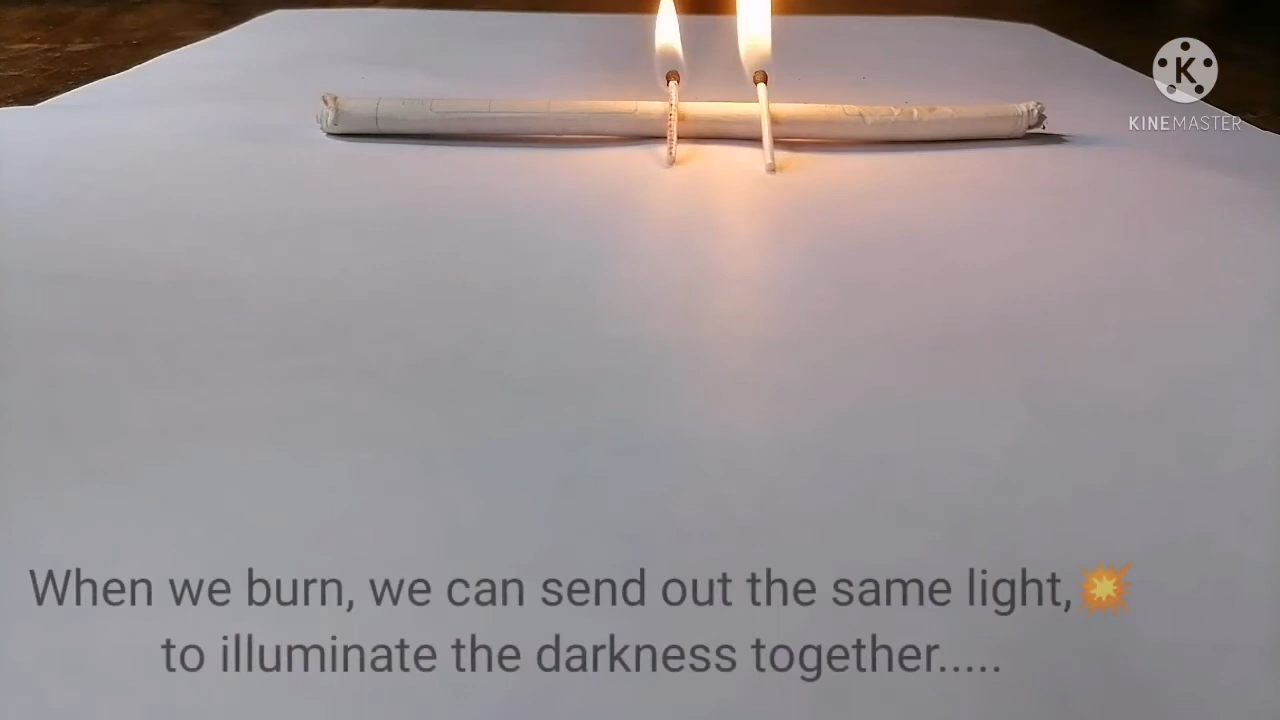 K
KINEMASTER
When we burn, we can send out the same light,💥
to illuminate the darkness together.....